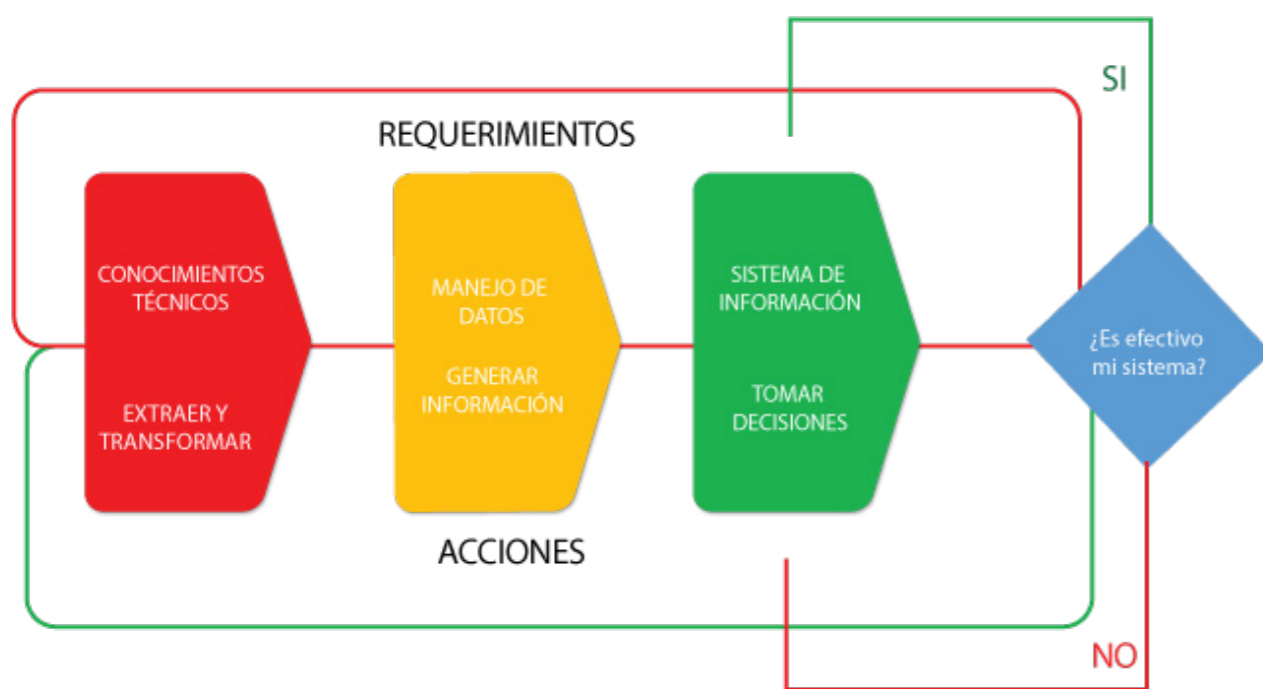 SI
REQUERIMIENTOS
CONOCIMIENTOS
TÉCNICOS
EXTRAER Y
TRANSFORMAR
MANEJO DE
DATOS
GENERAR
INFORMACIÓN
SISTEMA DE
INFORMACIÓN
TOMAR
DECISIONES
¿Es efectivo
mi sistema?
ACCIONES
NO